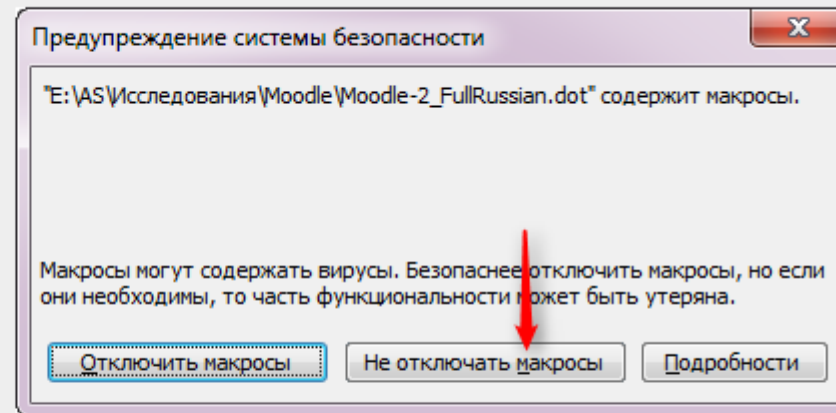 Предупреждение системы безопасности
"E:\AS\Исследования\Moodle\Moodle-2_FullRussian.dot" содержит макросы.
Макросы могут содержать вирусы. Безопаснее отключить макросы, но если
они необходимы, то часть функциональности может быть утеряна.
Отключить макросы
Не отключать макросы
Подробности